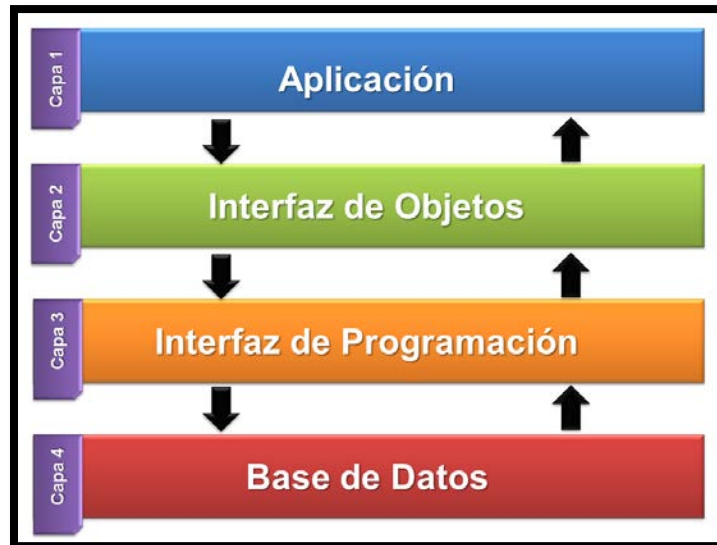 Capa 1
Aplicación
Capa 2
Interfaz de Objetos
Capa 3
Interfaz de Programación
Capa 4
Base de Datos